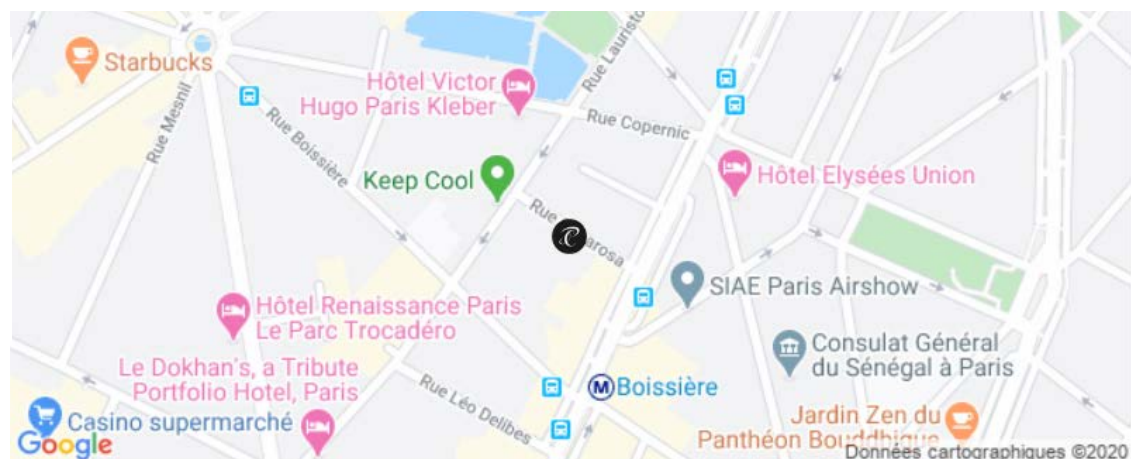 Starbucks
Rue Mesnil
Rue Boissière
Hôtel Victor
Hugo Paris Kleber
Rue Lauristo
Rue Copernic
Keep Cool
Hôtel Elysées Union
Rue
arosa
SIAE Paris Airshow
Hôtel Renaissance Paris
Le Parc Trocadéro
Consulat Général
du Sénégal à Paris
Le Dokhan's, a Tribute
Portfolio Hotel, Paris
Rue Léo Delibes
M Boissière
Casino supermarché
Jardin Zen du
Panthéon Bouddhique
Google
Données cartographiques ©2020